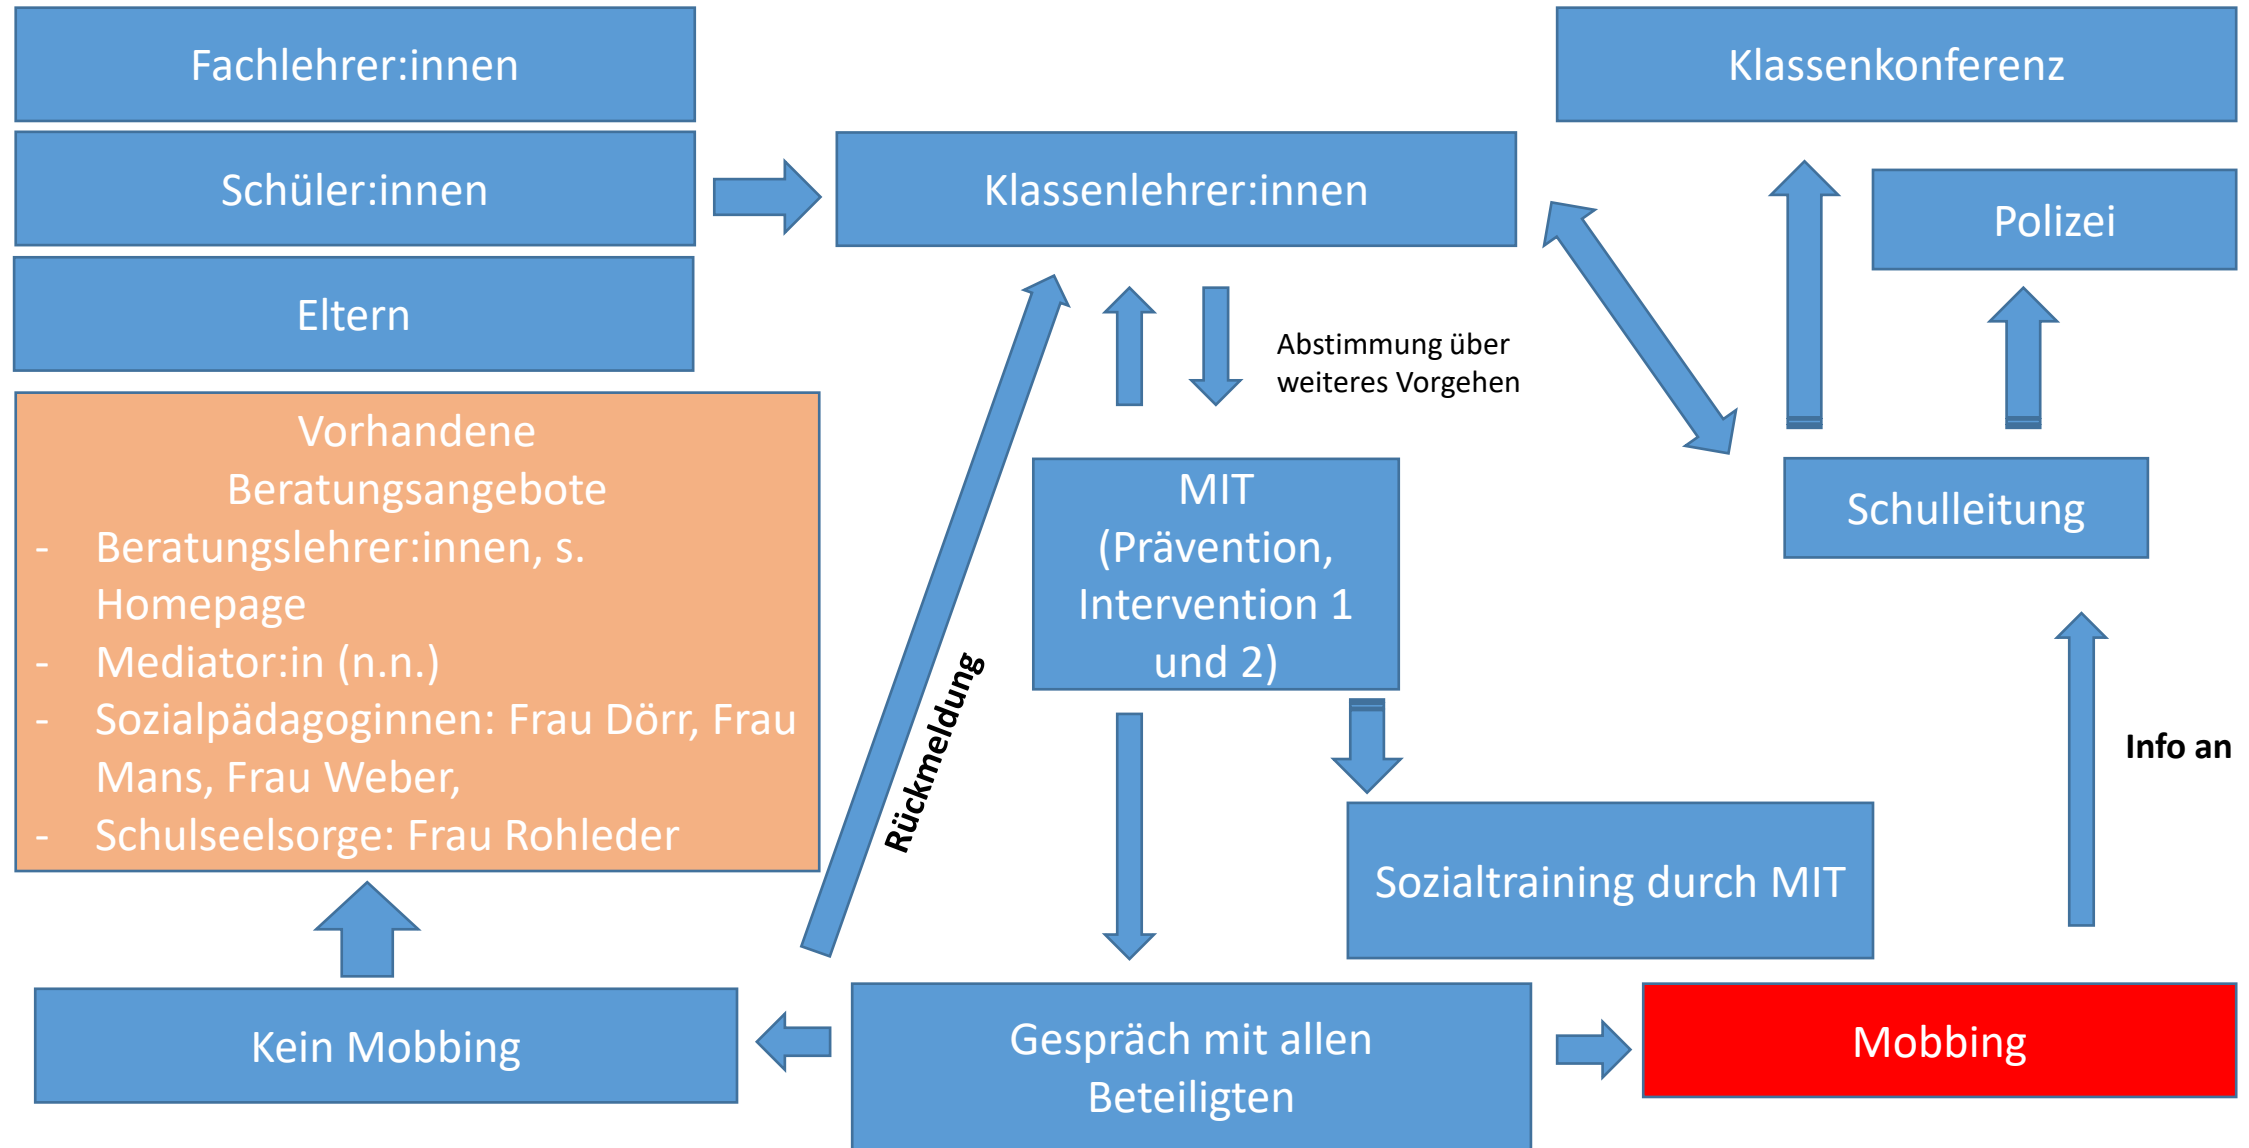 Fachlehrer:innen
Schüler:innen
Eltern
Klassenlehrer:innen
Klassenkonferenz
Polizei
Abstimmung über
weiteres Vorgehen
Vorhandene
Beratungsangebote
- Beratungslehrer:innen, s.
Homepage
- Mediator:in (n.n.)
- Sozialpädagoginnen: Frau Dörr, Frau
Mans, Frau Weber,
- Schulseelsorge: Frau Rohleder
Rückmeldung
MIT
(Prävention,
Intervention 1
und 2)
Schulleitung
Info an
Sozialtraining durch MIT
Kein Mobbing
Gespräch mit allen
Beteiligten
Mobbing